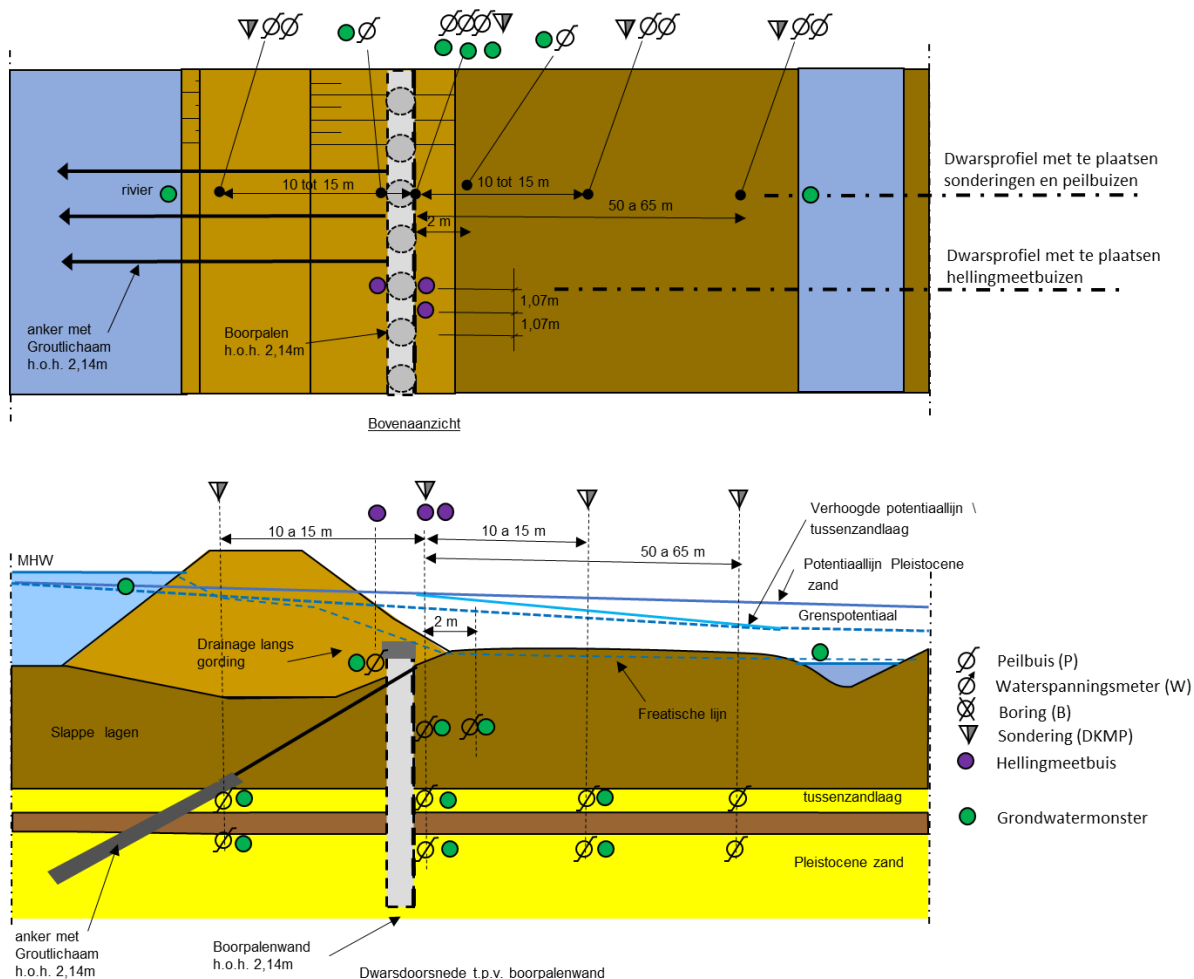 Dwarsprofiel met te plaatsen
sonderingen en peilbuizen
rivier
10 tot 15 m
10 tot 15 m
50 a 65 m
2 m
Dwarsprofiel met te plaatsen
hellingmeetbuizen
1,07m
1,07m
anker met
Groutlichaam
h.o.h. 2,14m
Boorpalen
h.o.h. 2,14m
Bovenaanzicht
Verhoogde potentiaallijn \
tussenzandlaag
10 a 15 m
10 a 15 m
50 a 65 m
MHW
Potentiaallijn Pleistocene
zand
Grenspotentiaal
2 m
Drainage langs
gording
Peilbuis (P)
Waterspanningsmeter (W)
Boring (B)
Sondering (DKMP)
Hellingmeetbuis
Grondwatermonster
Freatische lijn
Slappe lagen
tussenzandlaag
Pleistocene zand
anker met
Groutlichaam
h.o.h. 2,14m
Boorpalenwand
h.o.h. 2,14m
Dwarsdoorsnede t.p.v. boorpalenwand